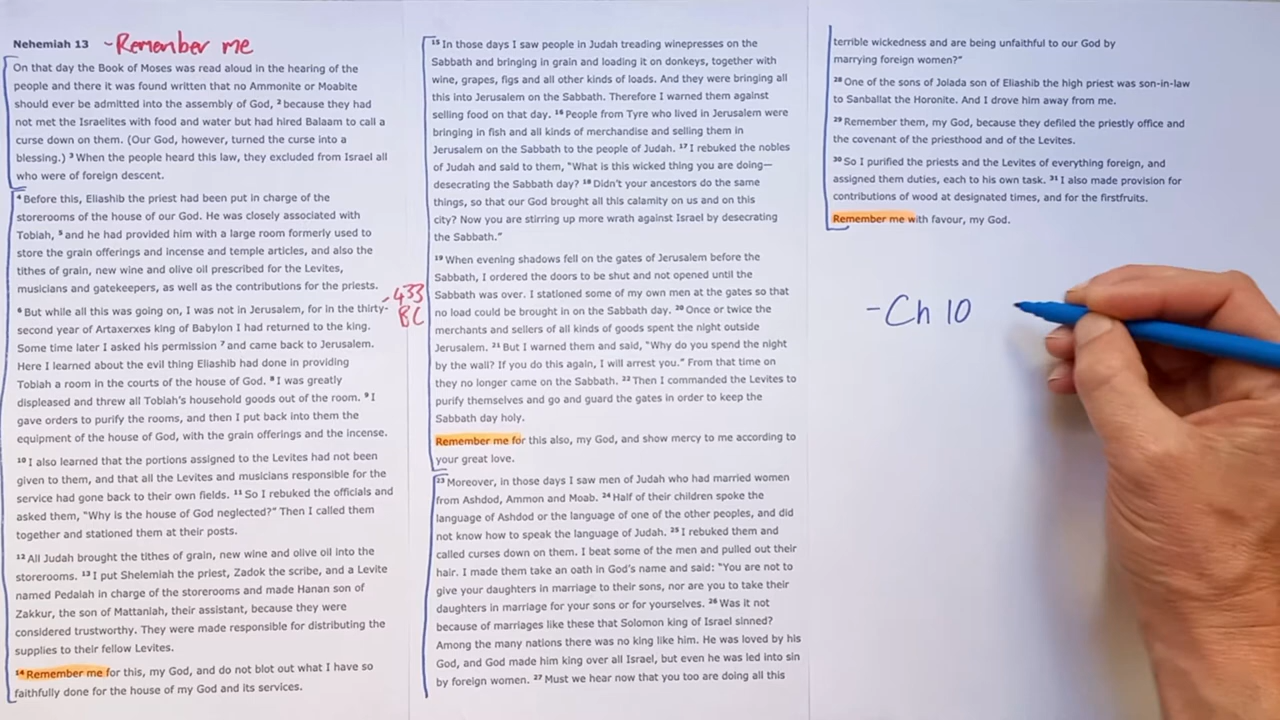 Nehemiah 13 -Remember me
On that day the Book of Moses was read aloud in the hearing of the
people and there it was found written that no Ammonite or Moabite
should ever be admitted into the assembly of God, ² because they had
not met the Israelites with food and water but had hired Balaam to call a
curse down on them. (Our God, however, turned the curse into a
blessing.) ³ When the people heard this law, they excluded from Israel all
who were of foreign descent.
⁴ Before this, Eliashib the priest had been put in charge of the
storerooms of the house of our God. He was closely associated with
Tobiah, ⁵ and he had provided him with a large room formerly used to
store the grain offerings and incense and temple articles, and also the
tithes of grain, new wine and olive oil prescribed for the Levites,
musicians and gatekeepers, as well as the contributions for the priests.
⁶ But while all this was going on, I was not in Jerusalem, for in the thirty-
second year of Artaxerxes king of Babylon I had returned to the king.
Some time later I asked his permission ⁷ and came back to Jerusalem.
Here I learned about the evil thing Eliashib had done in providing
Tobiah a room in the courts of the house of God. ⁸ I was greatly
displeased and threw all Tobiah's household goods out of the room. ⁹ I
gave orders to purify the rooms, and then I put back into them the
equipment of the house of God, with the grain offerings and the incense.
¹⁰ I also learned that the portions assigned to the Levites had not been
given to them, and that all the Levites and musicians responsible for the
service had gone back to their own fields. ¹¹ So I rebuked the officials and
asked them, "Why is the house of God neglected?" Then I called them
together and stationed them at their posts.
¹² All Judah brought the tithes of grain, new wine and olive oil into the
storerooms. ¹³ I put Shelemiah the priest, Zadok the scribe, and a Levite
named Pedaiah in charge of the storerooms and made Hanan son of
Zakkur, the son of Mattaniah, their assistant, because they were
considered trustworthy. They were made responsible for distributing the
supplies to their fellow Levites.
¹⁴ Remember me for this, my God, and do not blot out what I have so
faithfully done for the house of my God and its services.
-433
BC
¹⁵ In those days I saw people in Judah treading winepresses on the
Sabbath and bringing in grain and loading it on donkeys, together with
wine, grapes, figs and all other kinds of loads. And they were bringing all
this into Jerusalem on the Sabbath. Therefore I warned them against
selling food on that day. ¹⁶ People from Tyre who lived in Jerusalem were
bringing in fish and all kinds of merchandise and selling them in
Jerusalem on the Sabbath to the people of Judah. ¹⁷ I rebuked the nobles
of Judah and said to them, "What is this wicked thing you are doing—
desecrating the Sabbath day? ¹⁸ Didn't your ancestors do the same
things, so that our God brought all this calamity on us and on this
city? Now you are stirring up more wrath against Israel by desecrating
the Sabbath."
¹⁹ When evening shadows fell on the gates of Jerusalem before the
Sabbath, I ordered the doors to be shut and not opened until the
Sabbath was over. I stationed some of my own men at the gates so that
no load could be brought in on the Sabbath day. ²⁰ Once or twice the
merchants and sellers of all kinds of goods spent the night outside
Jerusalem. ²¹ But I warned them and said, "Why do you spend the night
by the wall? If you do this again, I will arrest you." From that time on
they no longer came on the Sabbath. ²² Then I commanded the Levites to
purify themselves and go and guard the gates in order to keep the
Sabbath day holy.
Remember me for this also, my God, and show mercy to me according to
your great love.
²³ Moreover, in those days I saw men of Judah who had married women
from Ashdod, Ammon and Moab. ²⁴ Half of their children spoke the
language of Ashdod or the language of one of the other peoples, and did
not know how to speak the language of Judah. ²⁵ I rebuked them and
called curses down on them. I beat some of the men and pulled out their
hair. I made them take an oath in God's name and said: "You are not to
give your daughters in marriage to their sons, nor are you to take their
daughters in marriage for your sons or for yourselves. ²⁶ Was it not
because of marriages like these that Solomon king of Israel sinned?
Among the many nations there was no king like him. He was loved by his
God, and God made him king over all Israel, but even he was led into sin
by foreign women. ²⁷ Must we hear now that you too are doing all this
terrible wickedness and are being unfaithful to our God by
marrying foreign women?"
²⁸ One of the sons of Joiada son of Eliashib the high priest was son-in-law
to Sanballat the Horonite. And I drove him away from me.
²⁹ Remember them, my God, because they defiled the priestly office and
the covenant of the priesthood and of the Levites.
³⁰ So I purified the priests and the Levites of everything foreign, and
assigned them duties, each to his own task. ³¹ I also made provision for
contributions of wood at designated times, and for the firstfruits.
Remember me with favour, my God.
-Ch 10